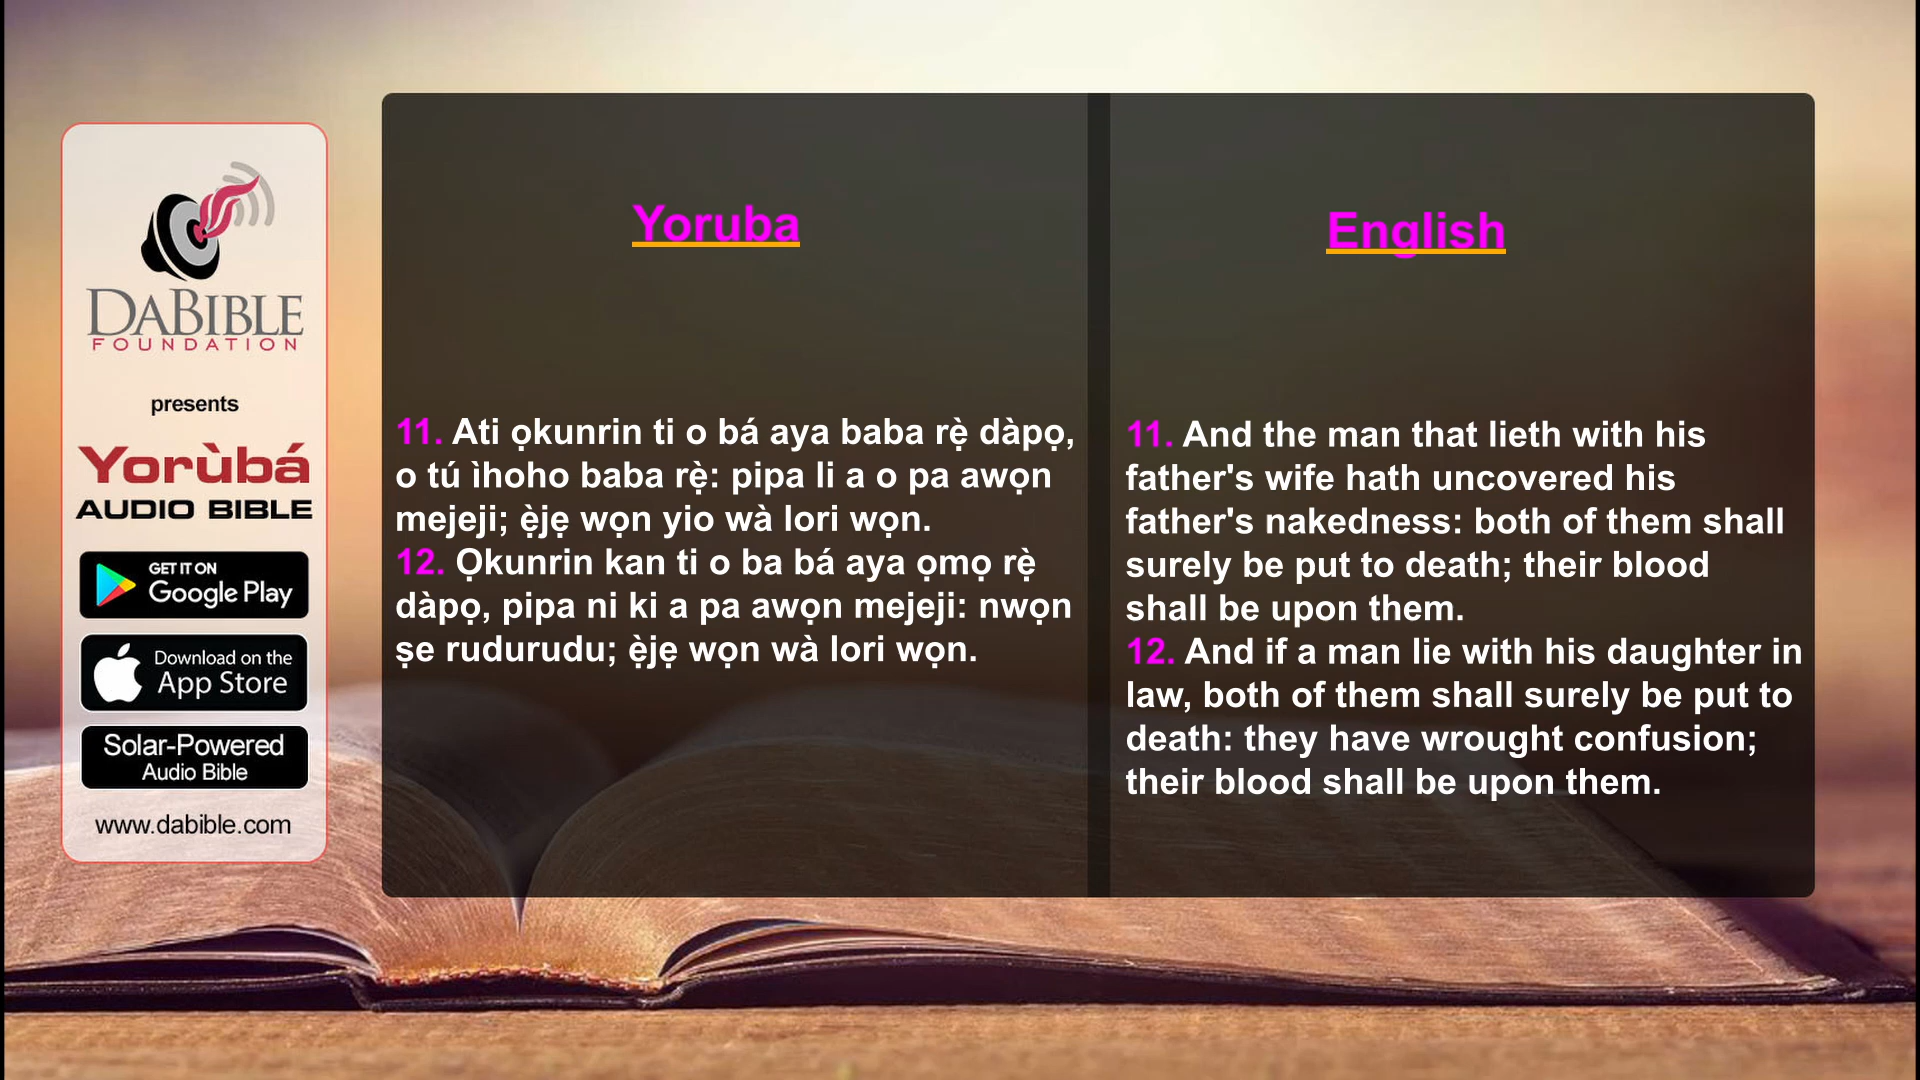 DABIBLE
FOUNDATION
presents
Yorùbá
AUDIO BIBLE
GET IT ON
Google Play
Download on the
App Store
Solar-Powered
Audio Bible
www.dabible.com
Yoruba
11. Ati ọkunrin ti o bá aya baba rẹ̀ dàpọ,
o tú ìhoho baba rẹ̀: pipa li a o pa awọn
mejeji; ẹ̀jẹ wọn yio wà lori wọn.
12. Ọkunrin kan ti o ba bá aya ọmọ rẹ̀
dàpọ, pipa ni ki a pa awọn mejeji: nwọn
ṣe rudurudu; ẹ̀jẹ wọn wà lori wọn.
English
11. And the man that lieth with his
father's wife hath uncovered his
father's nakedness: both of them shall
surely be put to death; their blood
shall be upon them.
12. And if a man lie with his daughter in
law, both of them shall surely be put to
death: they have wrought confusion;
their blood shall be upon them.